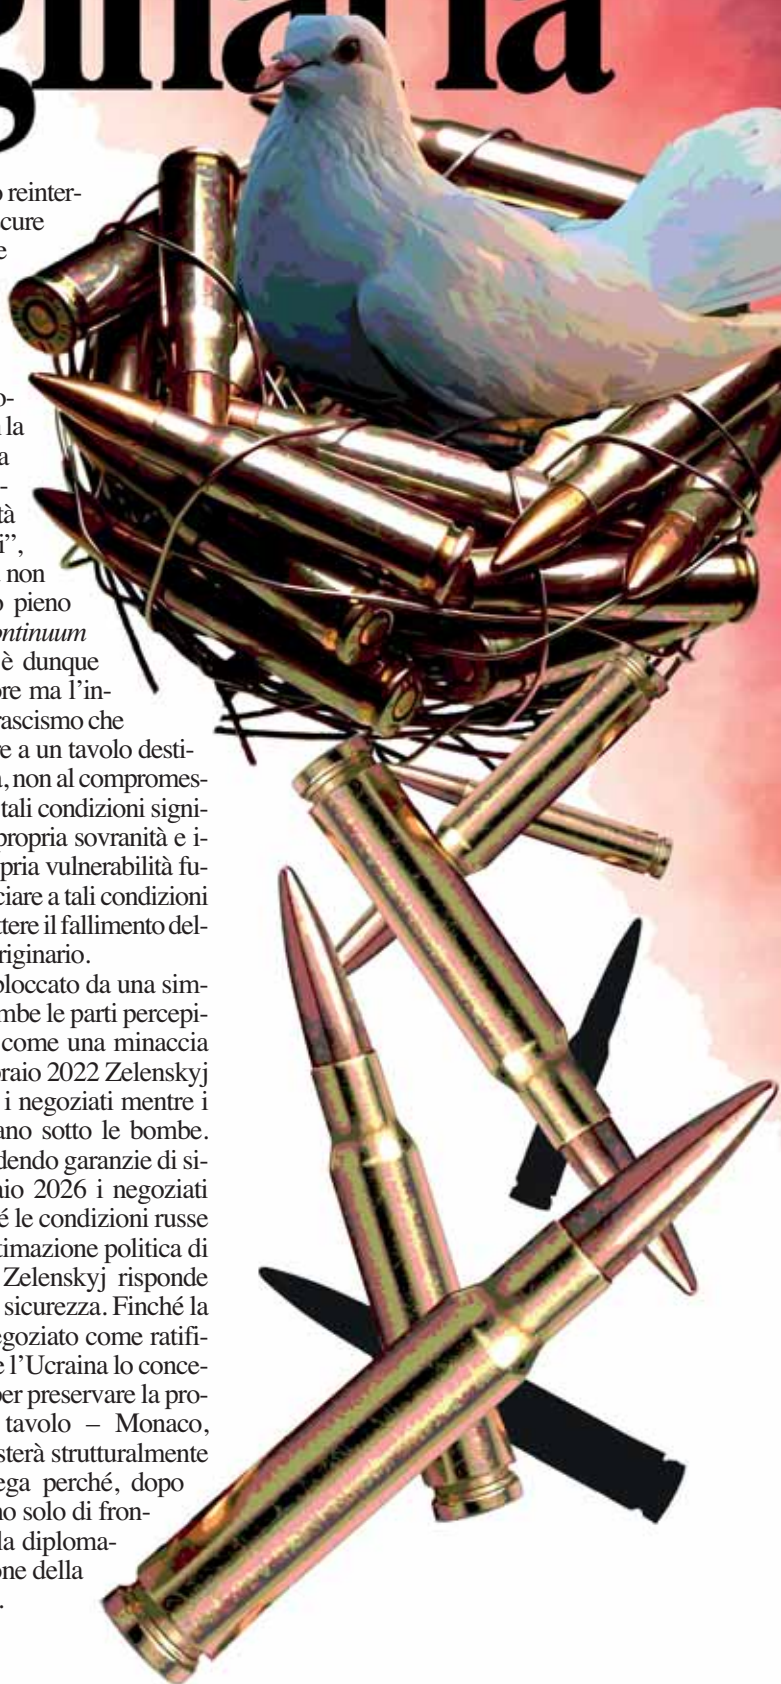 ginaria
o reinter-
cure
e
o-
la
a
-
tà
i”,
non
o pieno
ontinuum
è dunque
ore ma l’in-
rascismo che
re a un tavolo desti-
a, non al compromes-
tali condizioni signi-
propria sovranità e i-
pria vulnerabilità fu-
ciare a tali condizioni
ttere il fallimento del-
riginario.
bloccato da una sim-
mbe le parti percepi-
come una minaccia
braio 2022 Zelenskyj
i negoziati mentre i
ano sotto le bombe.
dendo garanzie di si-
aio 2026 i negoziati
é le condizioni russe
timazione politica di
Zelenskyj risponde
sicurezza. Finché la
egoziato come ratifi-
e l’Ucraina lo conce-
per preservare la pro-
tavolo – Monaco,
sterà strutturalmente
ega perché, dopo
no solo di fron-
la diploma-
one della
.